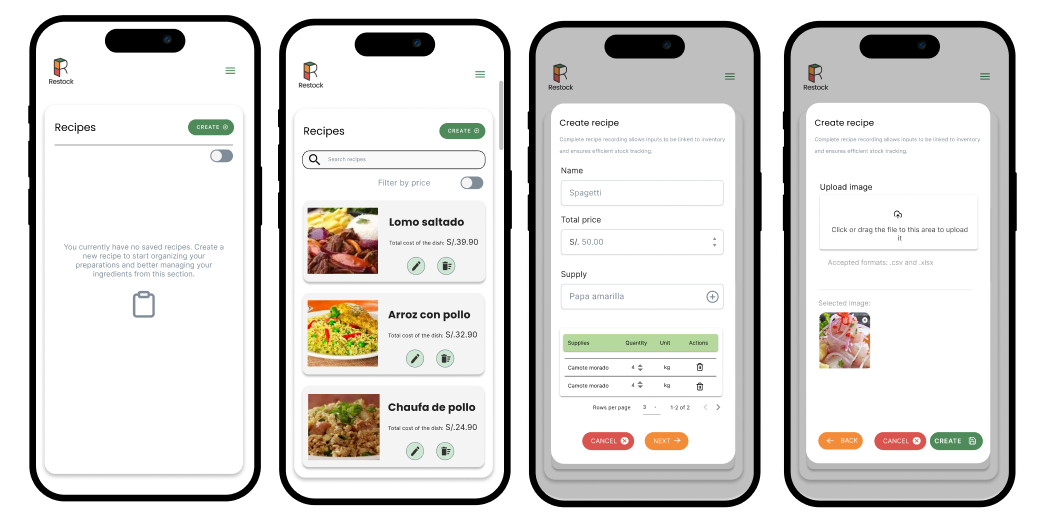 Restock
Recipes
CREATE
You currently have no saved recipes. Create a
new recipe to start organizing your
preparations and better managing your
ingredients from this section.
Restock
Recipes
CREATE
Search recipes
Filter by price
Lomo saltado
Total cost of the dish: S/.39.90
Arroz con pollo
Total cost of the dish: S/.32.90
Chaufa de pollo
Total cost of the dish: S/.24.90
Restock
Create recipe
Complete recipe recording allows inputs to be linked to inventory
and ensures efficient stock tracking.
Name
Spagetti
Total price
S/. 50.00
Supply
Papa amarilla
Supplies Quantity Unit Actions
Camote morado 4 kg
Camote morado 4 kg
Rows per page 3 1-2 of 2
CANCEL NEXT
Restock
Create recipe
Complete recipe recording allows inputs to be linked to inventory
and ensures efficient stock tracking.
Upload image
Click or drag the file to this area to upload
it
Accepted formats: .csv and .xlsx
Selected image:
BACK CANCEL CREATE